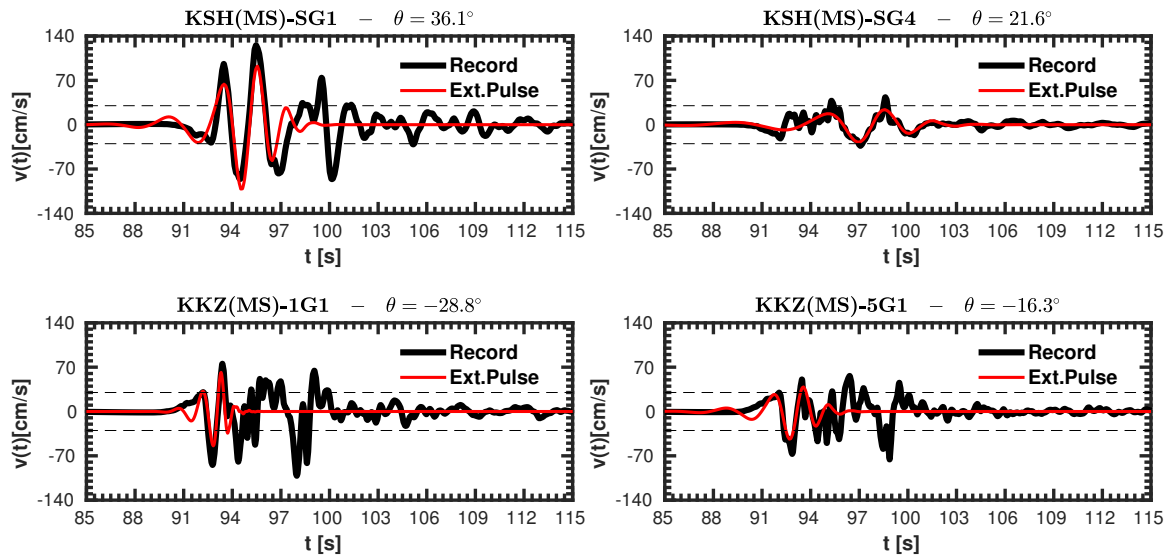 KSH(MS)-SG1 − θ = 36.1°
140
70
0
-70
-140
v(t)[cm/s]
Record
Ext.Pulse
85 88 91 94 97 100 103 106 109 112 115
t [s]
KSH(MS)-SG4 − θ = 21.6°
140
70
0
-70
-140
v(t)[cm/s]
Record
Ext.Pulse
85 88 91 94 97 100 103 106 109 112 115
t [s]
KKZ(MS)-1G1 − θ = −28.8°
140
70
0
-70
-140
v(t)[cm/s]
Record
Ext.Pulse
85 88 91 94 97 100 103 106 109 112 115
t [s]
KKZ(MS)-5G1 − θ = −16.3°
140
70
0
-70
-140
v(t)[cm/s]
Record
Ext.Pulse
85 88 91 94 97 100 103 106 109 112 115
t [s]